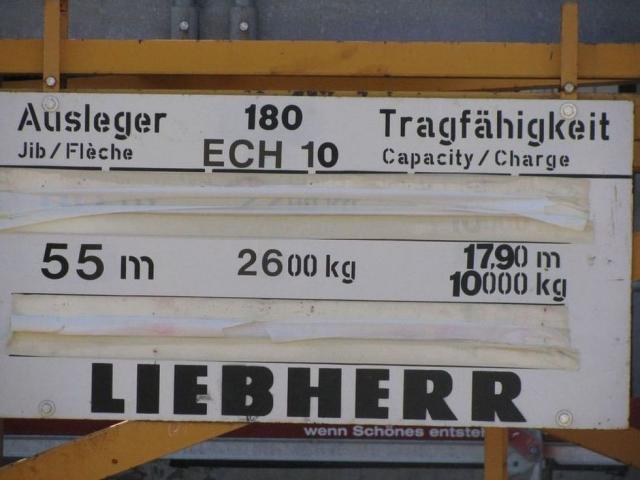 Ausleger 180 Tragfähigkeit
Jib/Flèche ECH 10 Capacity/Charge
55 m 2600 kg 17,90 m
10000 kg
LIEBHERR
wenn Schönes entste